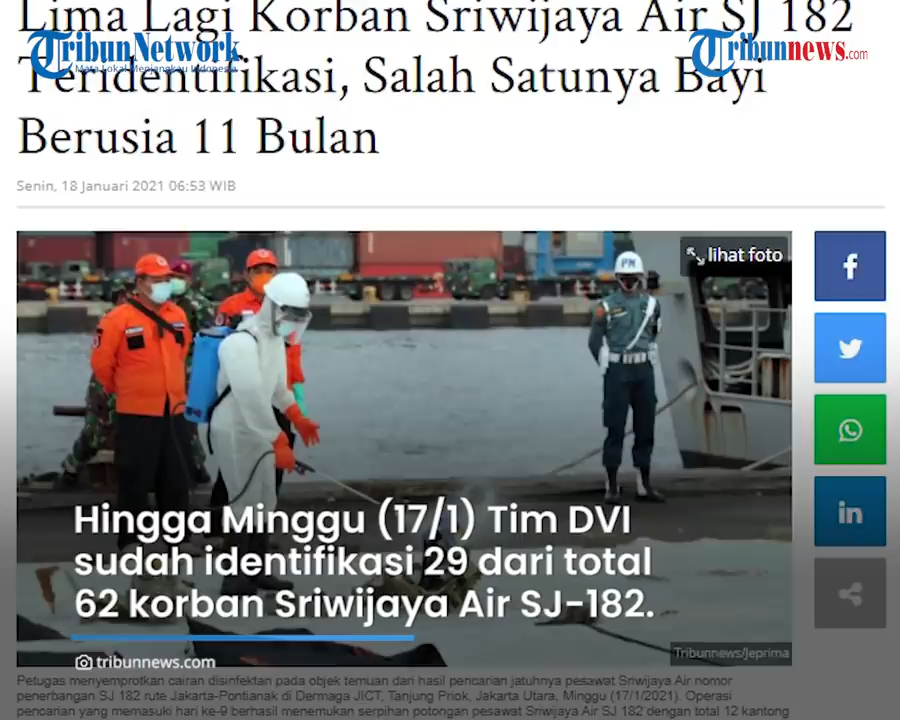 Lima Lagi Korban Sriwijaya Air SJ 182
TribunNetwork
Mata Lokal Menjangkau Indonesia
Tribunnews.com
Teridentifikasi, Salah Satunya Bayi
Berusia 11 Bulan
Senin, 18 Januari 2021 06:53 WIB
lihat foto
PM
Hingga Minggu (17/1) Tim DVI
sudah identifikasi 29 dari total
62 korban Sriwijaya Air SJ-182.
Tribunnews/Jeprima
tribunnews.com
Petugas menyemprotkan cairan disinfektan pada objek temuan dari hasil pencarian jatuhnya pesawat Sriwijaya Air nomor
penerbangan SJ 182 rute Jakarta-Pontianak di Dermaga JICT, Tanjung Priok, Jakarta Utara, Minggu (17/1/2021). Operasi
pencarian yang memasuki hari ke-9 berhasil menemukan serpihan potongan pesawat Sriwijaya Air SJ 182 dengan total 12 kantong